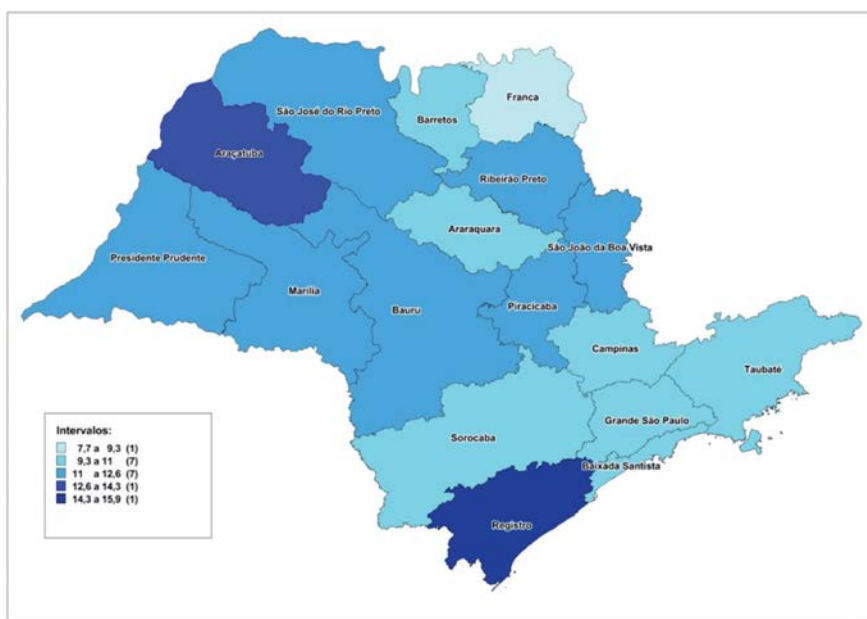 Franca
São José do Rio Preto
Barretos
Araçatuba
Ribeirão Preto
Araraquara
São João da Boa Vista
Presidente Prudente
Marília
Bauru
Piracicaba
Campinas
Taubaté
Grande São Paulo
Sorocaba
Baixada Santista
Registro
Intervalos:
7,7 a 9,3 (1)
9,3 a 11 (7)
11 a 12,6 (7)
12,6 a 14,3 (1)
14,3 a 15,9 (1)